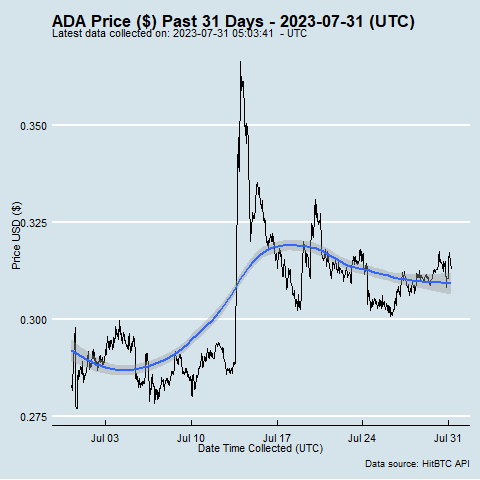 ADA Price ($) Past 31 Days - 2023-07-31 (UTC)
Latest data collected on: 2023-07-31 05:03:41 - UTC
Price USD ($)
0.350
0.325
0.300
0.275
Jul 03 Jul 10 Jul 17 Jul 24 Jul 31
Date Time Collected (UTC)
Data source: HitBTC API